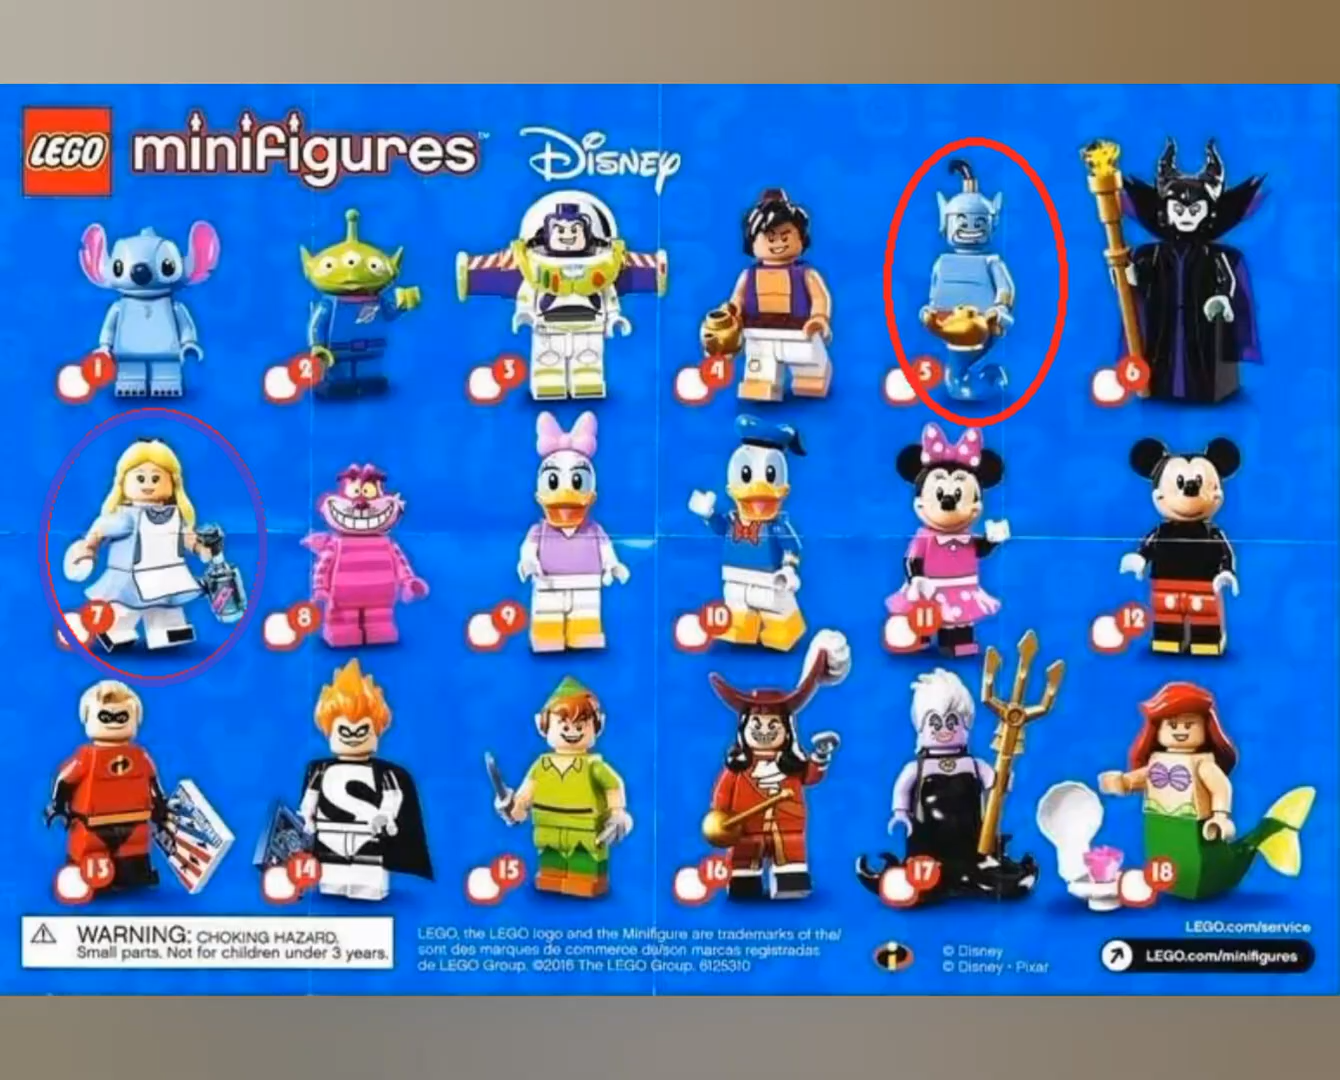 LEGO minifigures™ Disney
1
2
3
4
5
6
7
8
9
10
11
12
13
14
15
16
17
18
WARNING: CHOKING HAZARD.
Small parts. Not for children under 3 years.
LEGO, the LEGO logo and the Minifigure are trademarks of the/
sont des marques de commerce du/son marcas registradas
de LEGO Group. ©2016 The LEGO Group. 6125310
© Disney
© Disney • Pixar
LEGO.com/service
LEGO.com/minifigures